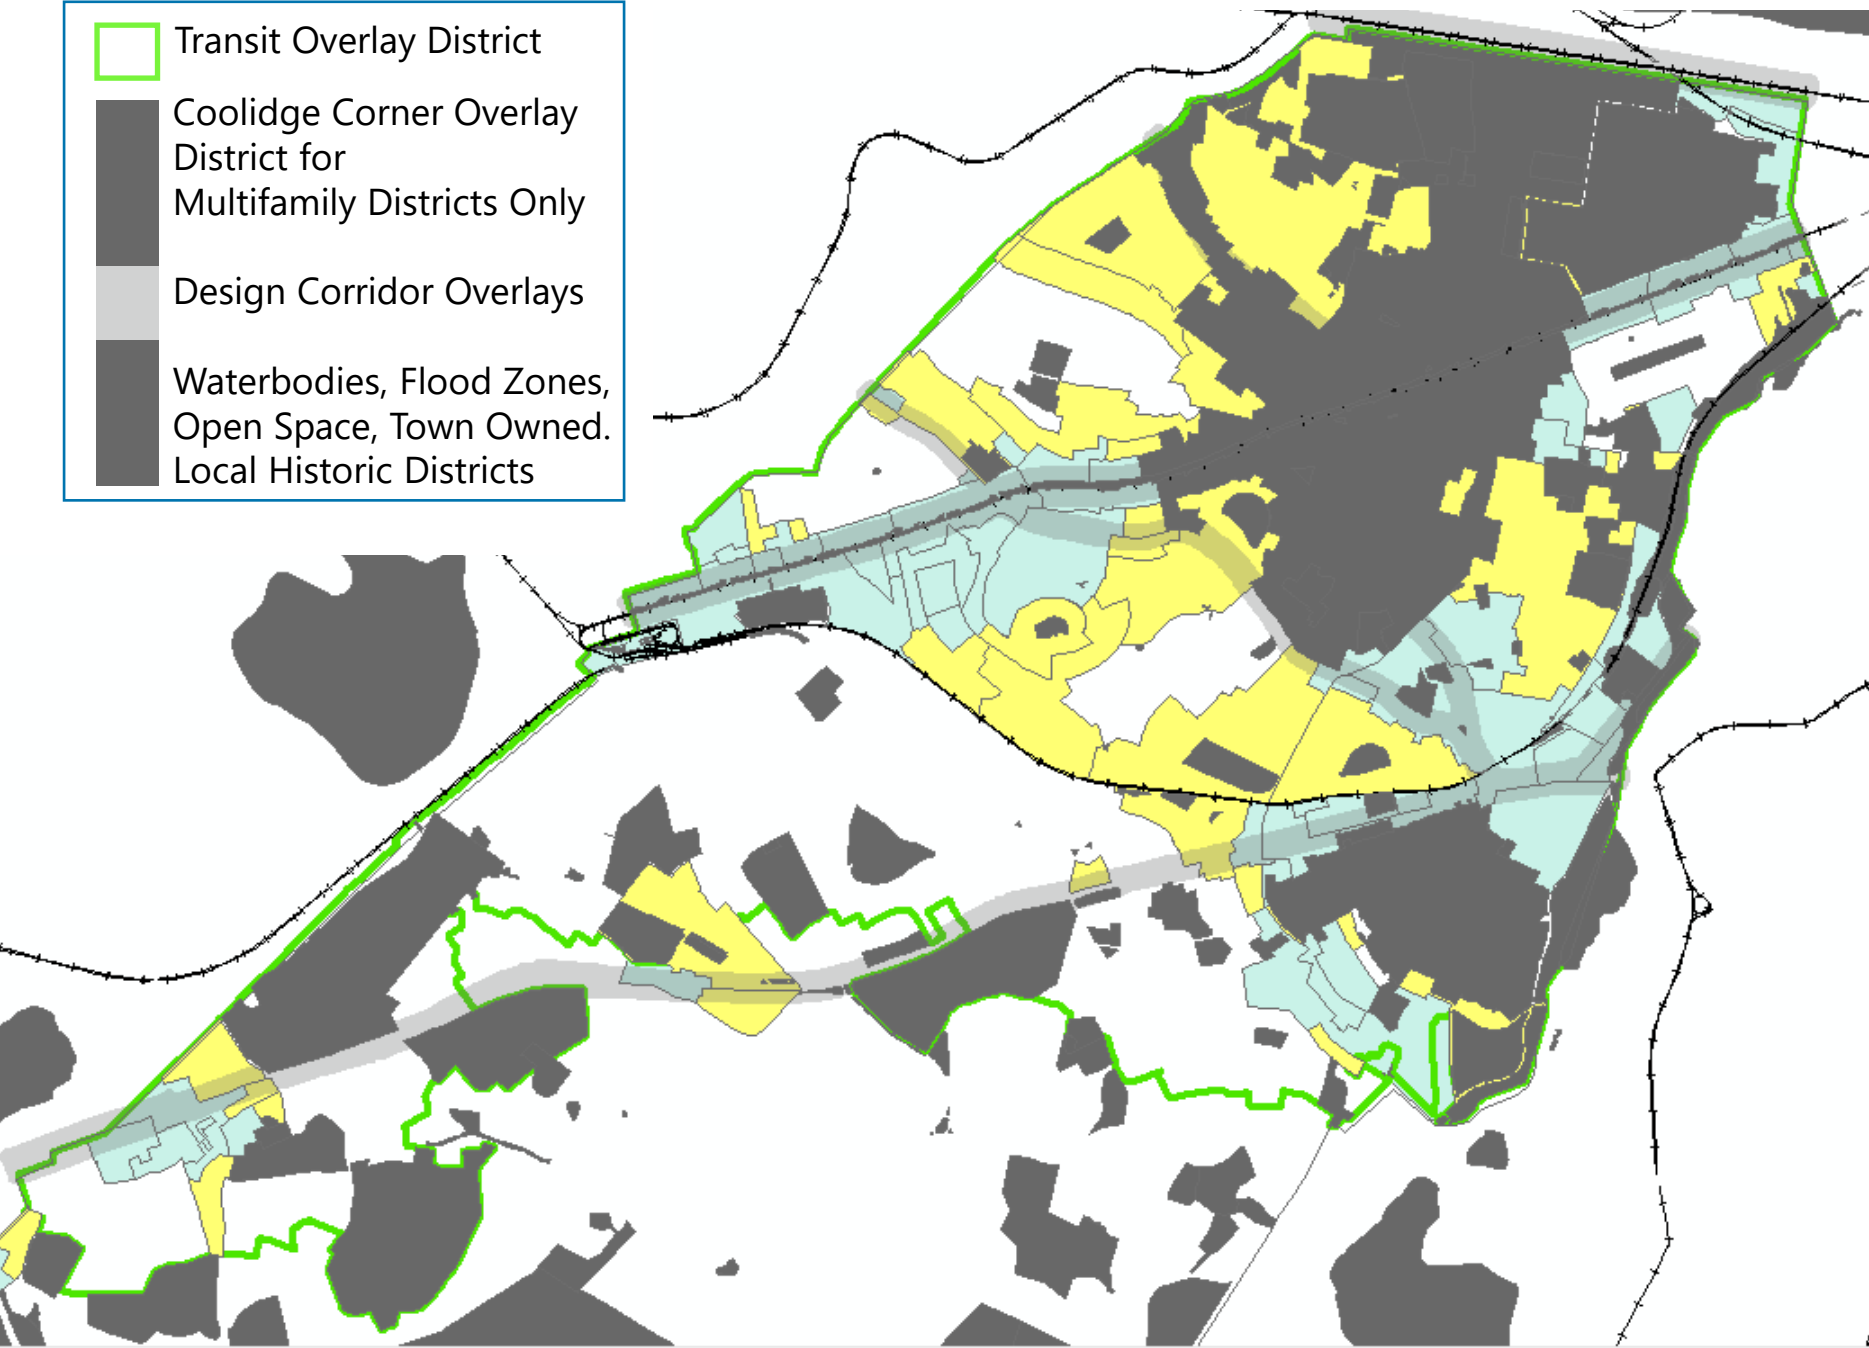 Transit Overlay District
Coolidge Corner Overlay
District for
Multifamily Districts Only
Design Corridor Overlays
Waterbodies, Flood Zones,
Open Space, Town Owned.
Local Historic Districts